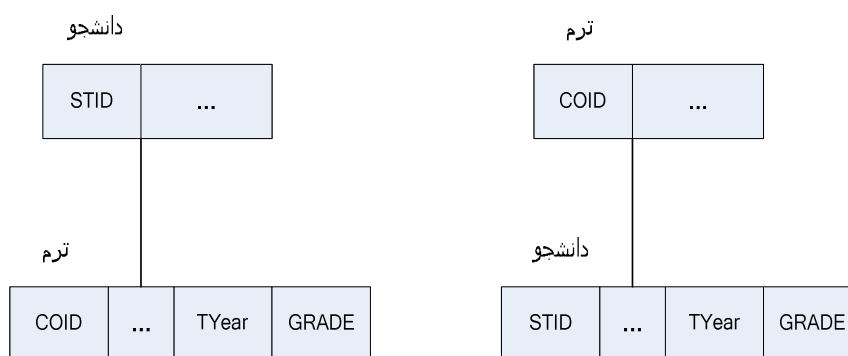 دانشجو
STID ...
ترم
COID ... TYear GRADE
ترم
COID ...
دانشجو
STID ... TYear GRADE